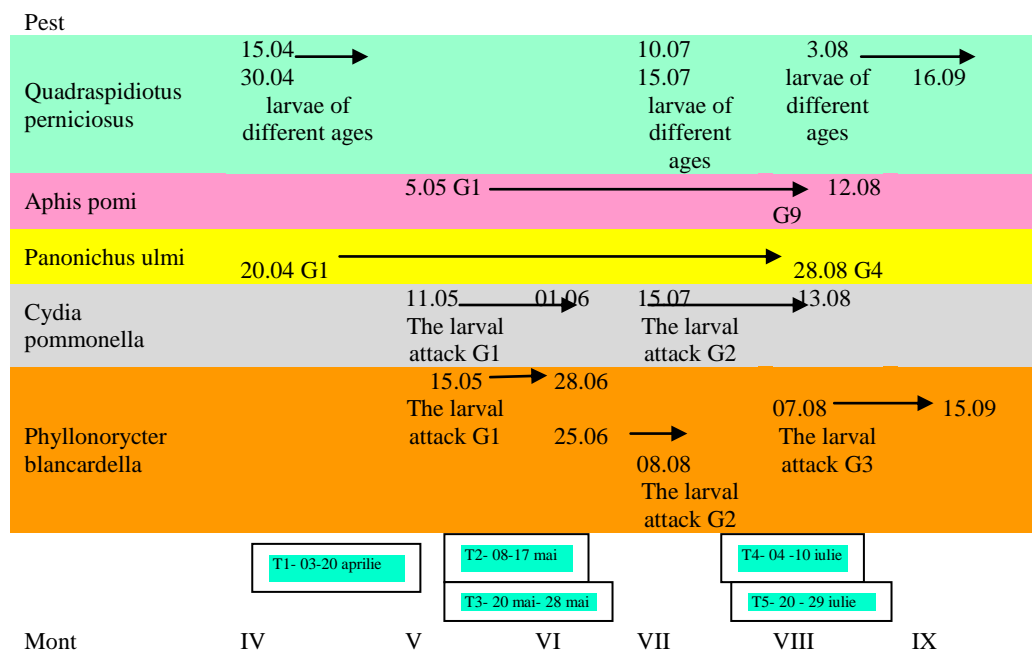 Pest
Quadraspidiotus
perniciosus
15.04
30.04
larvae of
different ages
10.07
15.07
larvae of
different
ages
3.08
larvae of
different
ages
16.09
Aphis pomi
5.05 G1
12.08
G9
Panonichus ulmi
20.04 G1
28.08 G4
Cydia
pommonella
11.05
01.06
The larval
attack G1
15.07
13.08
The larval
attack G2
Phyllonorycter
blancardella
15.05
28.06
The larval
attack G1
25.06
08.08
The larval
attack G2
07.08
15.09
The larval
attack G3
T1- 03-20 aprilie
T2- 08-17 mai
T3- 20 mai- 28 mai
T4- 04 -10 iulie
T5- 20 - 29 iulie
Mont IV V VI VII VIII IX